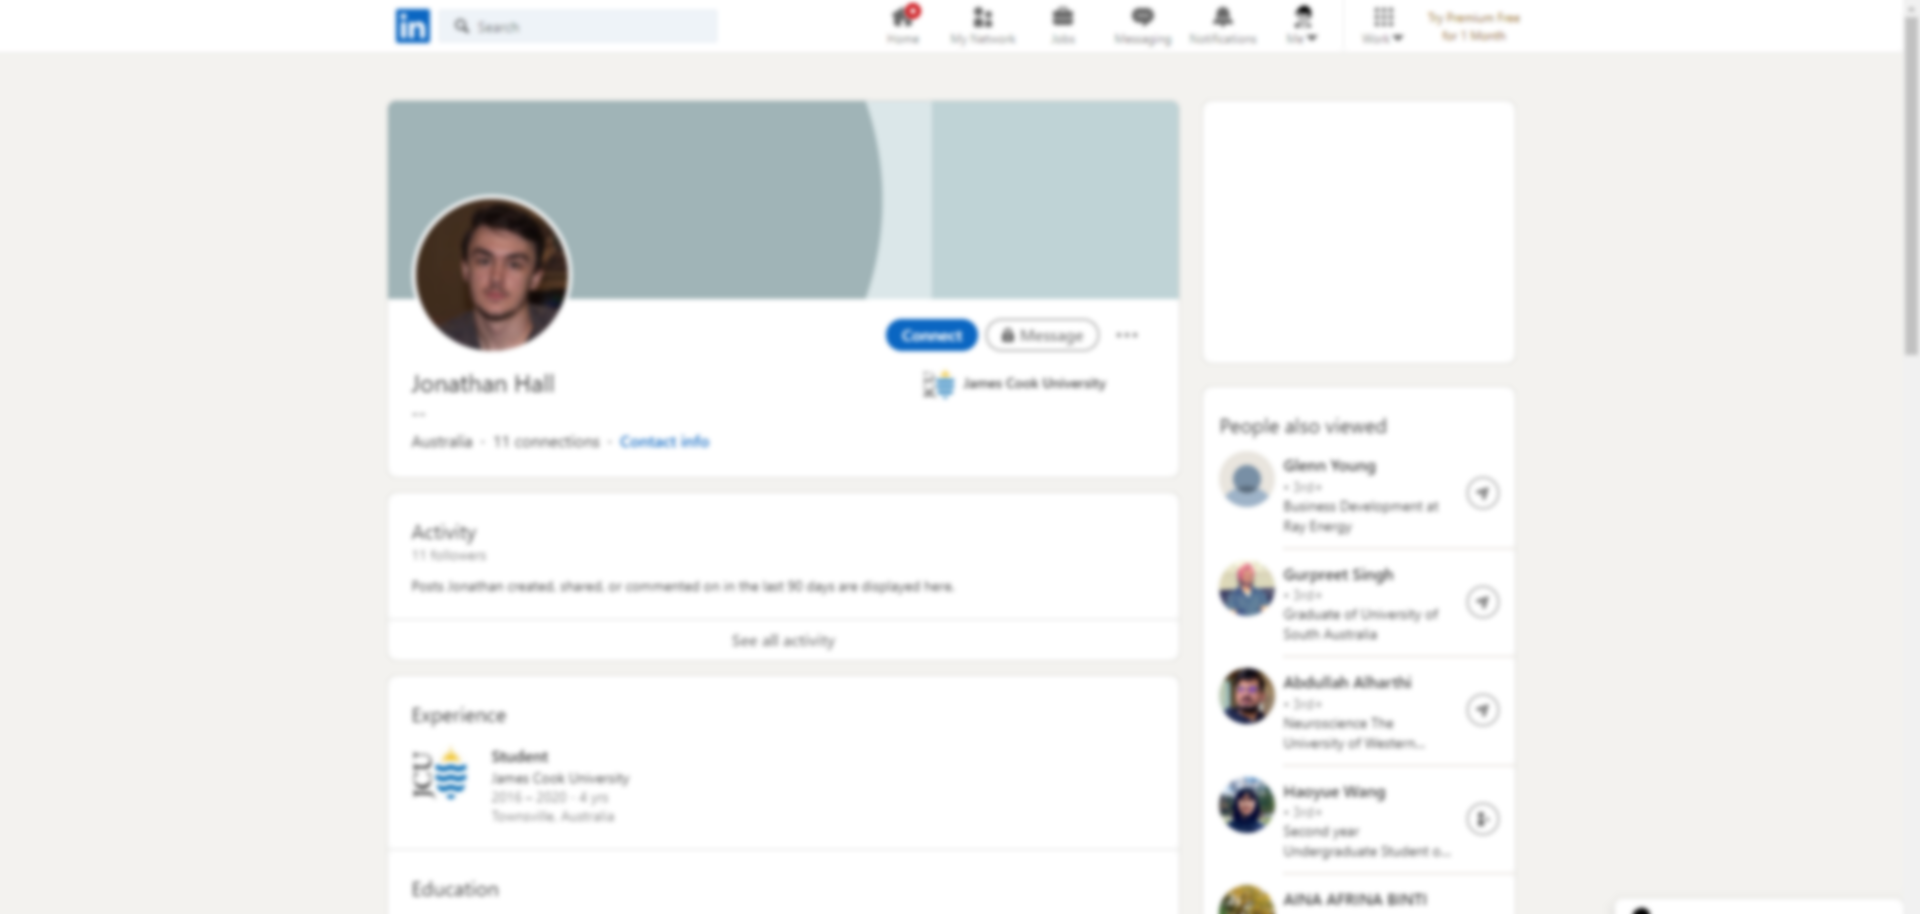 in
Search
Home
My Network
Jobs
Messaging
Notifications
Me
Work
Try Premium Free
for 1 Month
Connect
Message
Jonathan Hall
James Cook University
--
Australia · 11 connections · Contact info
Activity
11 followers
Posts Jonathan created, shared, or commented on in the last 90 days are displayed here.
See all activity
Experience
JCU
Student
James Cook University
2016 – 2020 · 4 yrs
Townsville, Australia
Education
People also viewed
Glenn Young
• 3rd+
Business Development at
Ray Energy
Gurpreet Singh
• 3rd+
Graduate of University of
South Australia
Abdullah Alharthi
• 3rd+
Neuroscience The
University of Western...
Haoyue Wang
• 3rd+
Second year
Undergraduate Student o...
AINA AFRINA BINTI